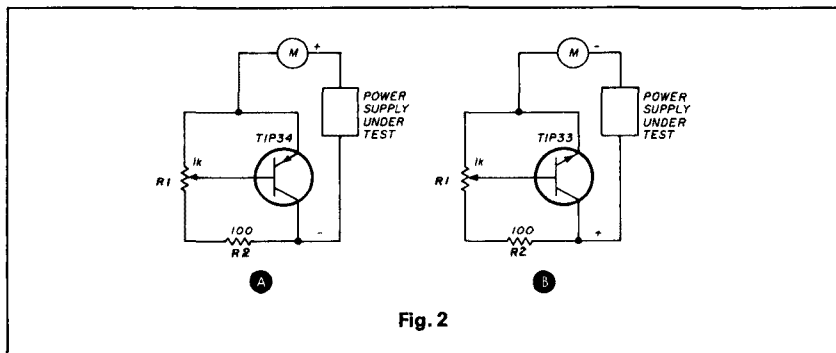 M +
POWER
SUPPLY
UNDER
TEST
TIP34
1k
R1
100
R2
-
A
M -
POWER
SUPPLY
UNDER
TEST
TIP33
1k
R1
100
R2
+
B
Fig. 2